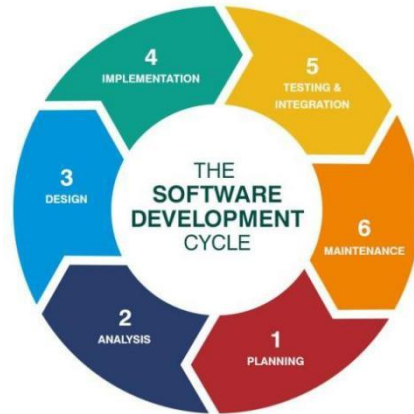 THE
SOFTWARE
DEVELOPMENT
CYCLE
1
PLANNING
2
ANALYSIS
3
DESIGN
4
IMPLEMENTATION
5
TESTING &
INTEGRATION
6
MAINTENANCE